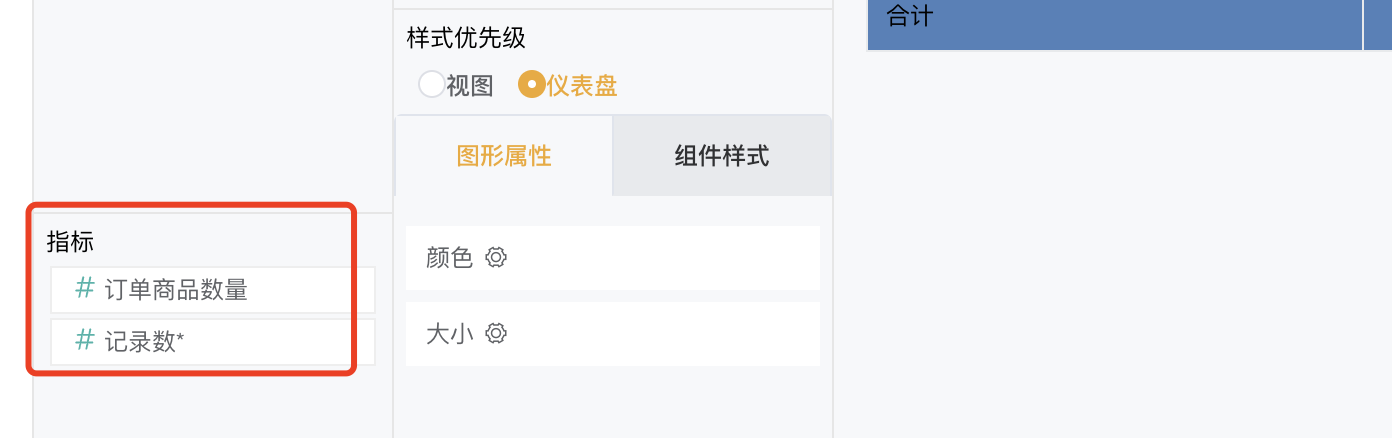 合计
样式优先级
视图 仪表盘
图形属性 组件样式
指标
# 订单商品数量
# 记录数*
颜色
大小